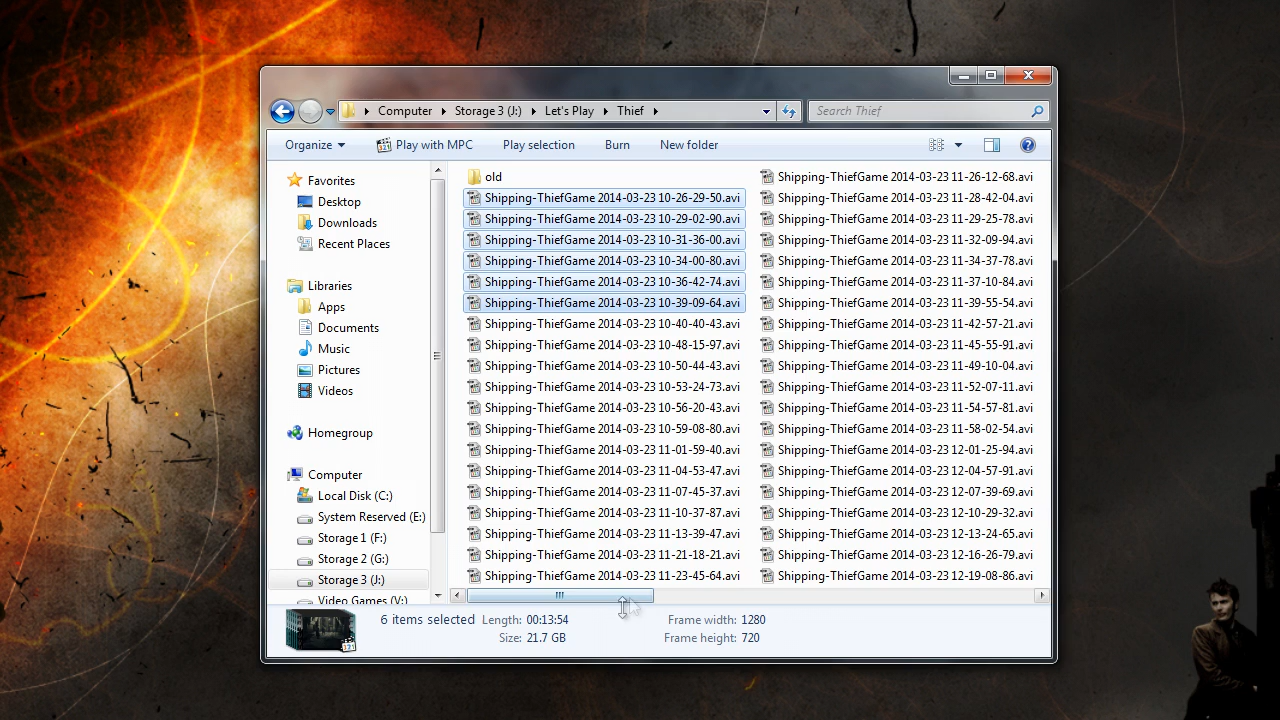 Computer Storage 3 (J:) Let's Play Thief
Search Thief
Organize Play with MPC Play selection Burn New folder
Favorites
Desktop
Downloads
Recent Places
Libraries
Apps
Documents
Music
Pictures
Videos
Homegroup
Computer
Local Disk (C:)
System Reserved (E:)
Storage 1 (F:)
Storage 2 (G:)
Storage 3 (J:)
Video Games (V:)
old
Shipping-ThiefGame 2014-03-23 10-26-29-50.avi
Shipping-ThiefGame 2014-03-23 10-29-02-90.avi
Shipping-ThiefGame 2014-03-23 10-31-36-00.avi
Shipping-ThiefGame 2014-03-23 10-34-00-80.avi
Shipping-ThiefGame 2014-03-23 10-36-42-74.avi
Shipping-ThiefGame 2014-03-23 10-39-09-64.avi
Shipping-ThiefGame 2014-03-23 10-40-40-43.avi
Shipping-ThiefGame 2014-03-23 10-48-15-97.avi
Shipping-ThiefGame 2014-03-23 10-50-44-43.avi
Shipping-ThiefGame 2014-03-23 10-53-24-73.avi
Shipping-ThiefGame 2014-03-23 10-56-20-43.avi
Shipping-ThiefGame 2014-03-23 10-59-08-80.avi
Shipping-ThiefGame 2014-03-23 11-01-59-40.avi
Shipping-ThiefGame 2014-03-23 11-04-53-47.avi
Shipping-ThiefGame 2014-03-23 11-07-45-37.avi
Shipping-ThiefGame 2014-03-23 11-10-37-87.avi
Shipping-ThiefGame 2014-03-23 11-13-39-47.avi
Shipping-ThiefGame 2014-03-23 11-21-18-21.avi
Shipping-ThiefGame 2014-03-23 11-23-45-64.avi
Shipping-ThiefGame 2014-03-23 11-26-12-68.avi
Shipping-ThiefGame 2014-03-23 11-28-42-04.avi
Shipping-ThiefGame 2014-03-23 11-29-25-78.avi
Shipping-ThiefGame 2014-03-23 11-32-09-94.avi
Shipping-ThiefGame 2014-03-23 11-34-37-78.avi
Shipping-ThiefGame 2014-03-23 11-37-10-84.avi
Shipping-ThiefGame 2014-03-23 11-39-55-54.avi
Shipping-ThiefGame 2014-03-23 11-42-57-21.avi
Shipping-ThiefGame 2014-03-23 11-45-55-91.avi
Shipping-ThiefGame 2014-03-23 11-49-10-04.avi
Shipping-ThiefGame 2014-03-23 11-52-07-11.avi
Shipping-ThiefGame 2014-03-23 11-54-57-81.avi
Shipping-ThiefGame 2014-03-23 11-58-02-54.avi
Shipping-ThiefGame 2014-03-23 12-01-25-94.avi
Shipping-ThiefGame 2014-03-23 12-04-57-91.avi
Shipping-ThiefGame 2014-03-23 12-07-39-69.avi
Shipping-ThiefGame 2014-03-23 12-10-29-32.avi
Shipping-ThiefGame 2014-03-23 12-13-24-65.avi
Shipping-ThiefGame 2014-03-23 12-16-26-79.avi
Shipping-ThiefGame 2014-03-23 12-19-08-86.avi
6 items selected Length: 00:13:54 Frame width: 1280
Size: 21.7 GB Frame height: 720